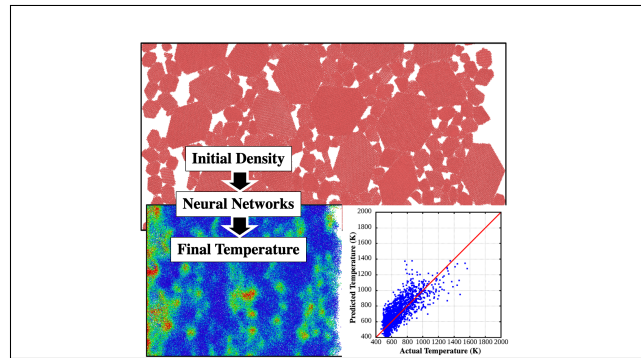 Initial Density
Neural Networks
Final Temperature
Predicted Temperature (K)
2000
1800
1600
1400
1200
1000
800
600
400
400 600 800 1000 1200 1400 1600 1800 2000
Actual Temperature (K)